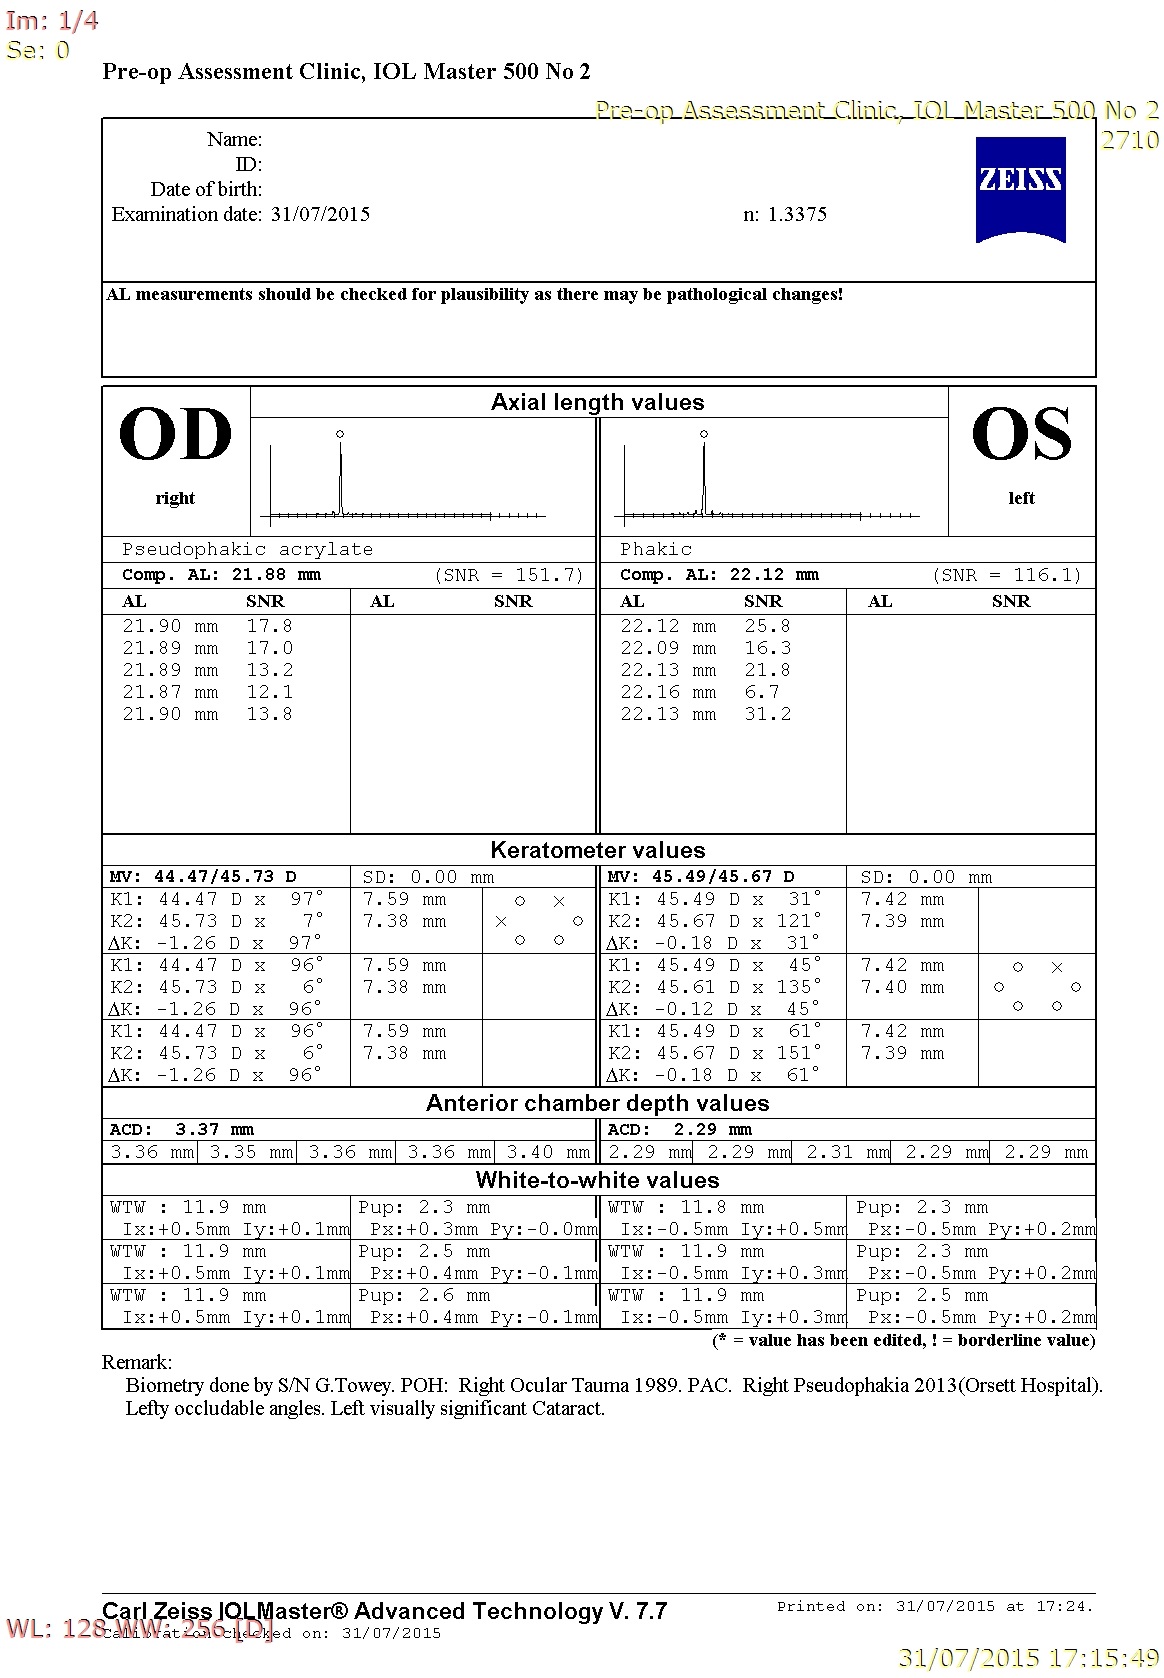 Im: 1/4
Se: 0
Pre-op Assessment Clinic, IOL Master 500 No 2
Pre-op Assessment Clinic, IOL Master 500 No 2
2710
Name:
ID:
Date of birth:
Examination date: 31/07/2015 n: 1.3375
ZEISS
AL measurements should be checked for plausibility as there may be pathological changes!
OD right
Axial length values
OS left
Pseudophakic acrylate Phakic
Comp. AL: 21.88 mm (SNR = 151.7) Comp. AL: 22.12 mm (SNR = 116.1)
AL SNR AL SNR AL SNR AL SNR
21.90 mm 17.8 22.12 mm 25.8
21.89 mm 17.0 22.09 mm 16.3
21.89 mm 13.2 22.13 mm 21.8
21.87 mm 12.1 22.16 mm 6.7
21.90 mm 13.8 22.13 mm 31.2
Keratometer values
MV: 44.47/45.73 D SD: 0.00 mm MV: 45.49/45.67 D SD: 0.00 mm
K1: 44.47 D x 97° 7.59 mm K1: 45.49 D x 31° 7.42 mm
K2: 45.73 D x 7° 7.38 mm K2: 45.67 D x 121° 7.39 mm
ΔK: -1.26 D x 97° ΔK: -0.18 D x 31°
K1: 44.47 D x 96° 7.59 mm K1: 45.49 D x 45° 7.42 mm
K2: 45.73 D x 6° 7.38 mm K2: 45.61 D x 135° 7.40 mm
ΔK: -1.26 D x 96° ΔK: -0.12 D x 45°
K1: 44.47 D x 96° 7.59 mm K1: 45.49 D x 61° 7.42 mm
K2: 45.73 D x 6° 7.38 mm K2: 45.67 D x 151° 7.39 mm
ΔK: -1.26 D x 96° ΔK: -0.18 D x 61°
Anterior chamber depth values
ACD: 3.37 mm ACD: 2.29 mm
3.36 mm 3.35 mm 3.36 mm 3.36 mm 3.40 mm 2.29 mm 2.29 mm 2.31 mm 2.29 mm 2.29 mm
White-to-white values
WTW : 11.9 mm Pup: 2.3 mm WTW : 11.8 mm Pup: 2.3 mm
Ix:+0.5mm Iy:+0.1mm Px:+0.3mm Py:-0.0mm Ix:-0.5mm Iy:+0.5mm Px:-0.5mm Py:+0.2mm
WTW : 11.9 mm Pup: 2.5 mm WTW : 11.9 mm Pup: 2.3 mm
Ix:+0.5mm Iy:+0.1mm Px:+0.4mm Py:-0.1mm Ix:-0.5mm Iy:+0.3mm Px:-0.5mm Py:+0.2mm
WTW : 11.9 mm Pup: 2.6 mm WTW : 11.9 mm Pup: 2.5 mm
Ix:+0.5mm Iy:+0.1mm Px:+0.4mm Py:-0.1mm Ix:-0.5mm Iy:+0.3mm Px:-0.5mm Py:+0.2mm
(* = value has been edited, ! = borderline value)
Remark:
Biometry done by S/N G.Towey. POH: Right Ocular Tauma 1989. PAC. Right Pseudophakia 2013(Orsett Hospital).
Lefty occludable angles. Left visually significant Cataract.
Carl Zeiss IOLMaster® Advanced Technology V. 7.7 Printed on: 31/07/2015 at 17:24.
WL: 128 WW: 256 [D]
Calibration checked on: 31/07/2015
31/07/2015 17:15:49